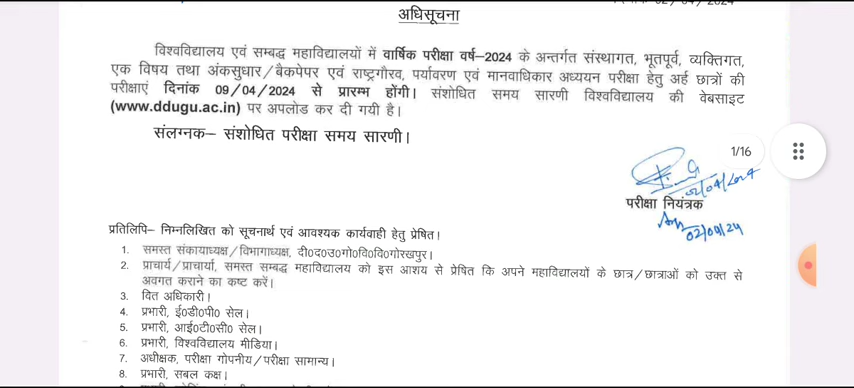 02/04/2024
अधिसूचना
विश्वविद्यालय एवं सम्बद्ध महाविद्यालयों में वार्षिक परीक्षा वर्ष–2024 के अन्तर्गत संस्थागत, भूतपूर्व, व्यक्तिगत,
एक विषय तथा अंकसुधार/बैकपेपर एवं राष्ट्रगौरव, पर्यावरण एवं मानवाधिकार अध्ययन परीक्षा हेतु अर्ह छात्रों की
परीक्षाएं दिनांक 09/04/2024 से प्रारम्भ होंगी। संशोधित समय सारणी विश्वविद्यालय की वेबसाइट
(www.ddugu.ac.in) पर अपलोड कर दी गयी है।
संलग्नक– संशोधित परीक्षा समय सारणी।
1/16
02/04/2024
परीक्षा नियंत्रक
02/04/24
प्रतिलिपि– निम्नलिखित को सूचनार्थ एवं आवश्यक कार्यवाही हेतु प्रेषित।
1. समस्त संकायाध्यक्ष/विभागाध्यक्ष, दी0द0उ0गो0वि0वि0गोरखपुर।
2. प्राचार्य/प्राचार्या, समस्त सम्बद्ध महाविद्यालय को इस आशय से प्रेषित कि अपने महाविद्यालयों के छात्र/छात्राओं को उक्त से
अवगत कराने का कष्ट करें।
3. वित अधिकारी।
4. प्रभारी, ई0डी0पी0 सेल।
5. प्रभारी, आई0टी0सी0 सेल।
6. प्रभारी, विश्वविद्यालय मीडिया।
7. अधीक्षक, परीक्षा गोपनीय/परीक्षा सामान्य।
8. प्रभारी, सबल कक्ष।